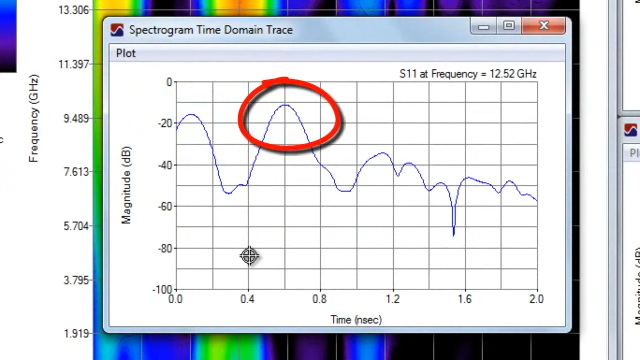 13.306
11.397
9.489
7.613
5.704
3.795
1.919
Frequency (GHz)
Spectrogram Time Domain Trace
Plot
S11 at Frequency = 12.52 GHz
0
-20
-40
-60
-80
-100
Magnitude (dB)
0.0 0.4 0.8 1.2 1.6 2.0
Time (nsec)